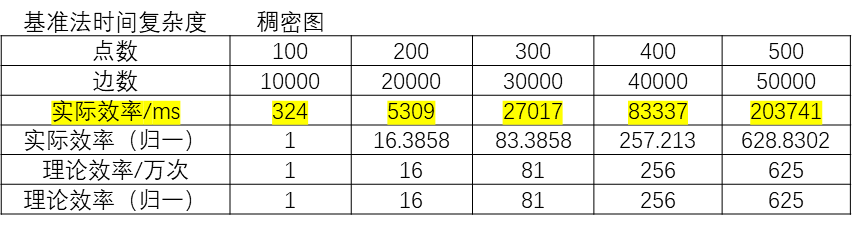 基准法时间复杂度 稠密图
点数 100 200 300 400 500
边数 10000 20000 30000 40000 50000
实际效率/ms 324 5309 27017 83337 203741
实际效率（归一） 1 16.3858 83.3858 257.213 628.8302
理论效率/万次 1 16 81 256 625
理论效率（归一） 1 16 81 256 625